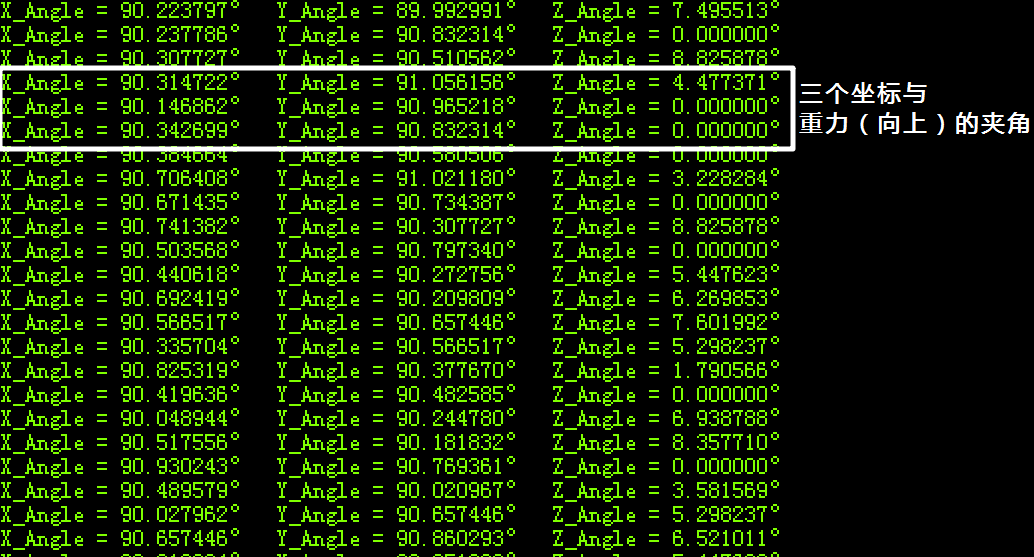 X_Angle = 90.223797° Y_Angle = 89.992991° Z_Angle = 7.495513°
X_Angle = 90.237786° Y_Angle = 90.832314° Z_Angle = 0.000000°
X_Angle = 90.307727° Y_Angle = 90.510562° Z_Angle = 8.825878°
X_Angle = 90.314722° Y_Angle = 91.056156° Z_Angle = 4.477371°
X_Angle = 90.146862° Y_Angle = 90.965218° Z_Angle = 0.000000°
X_Angle = 90.342699° Y_Angle = 90.832314° Z_Angle = 0.000000°
三个坐标与
重力（向上）的夹角
X_Angle = 90.384664° Y_Angle = 90.580506° Z_Angle = 0.000000°
X_Angle = 90.706408° Y_Angle = 91.021180° Z_Angle = 3.228284°
X_Angle = 90.671435° Y_Angle = 90.734387° Z_Angle = 0.000000°
X_Angle = 90.741382° Y_Angle = 90.307727° Z_Angle = 8.825878°
X_Angle = 90.503568° Y_Angle = 90.797340° Z_Angle = 0.000000°
X_Angle = 90.440618° Y_Angle = 90.272756° Z_Angle = 5.447623°
X_Angle = 90.692419° Y_Angle = 90.209809° Z_Angle = 6.269853°
X_Angle = 90.566517° Y_Angle = 90.657446° Z_Angle = 7.601992°
X_Angle = 90.335704° Y_Angle = 90.566517° Z_Angle = 5.298237°
X_Angle = 90.825319° Y_Angle = 90.377670° Z_Angle = 1.790566°
X_Angle = 90.419636° Y_Angle = 90.482585° Z_Angle = 0.000000°
X_Angle = 90.048944° Y_Angle = 90.244780° Z_Angle = 6.938788°
X_Angle = 90.517556° Y_Angle = 90.181832° Z_Angle = 8.357710°
X_Angle = 90.930243° Y_Angle = 90.769361° Z_Angle = 0.000000°
X_Angle = 90.489579° Y_Angle = 90.020967° Z_Angle = 3.581569°
X_Angle = 90.027962° Y_Angle = 90.657446° Z_Angle = 5.298237°
X_Angle = 90.657446° Y_Angle = 90.860293° Z_Angle = 6.521011°